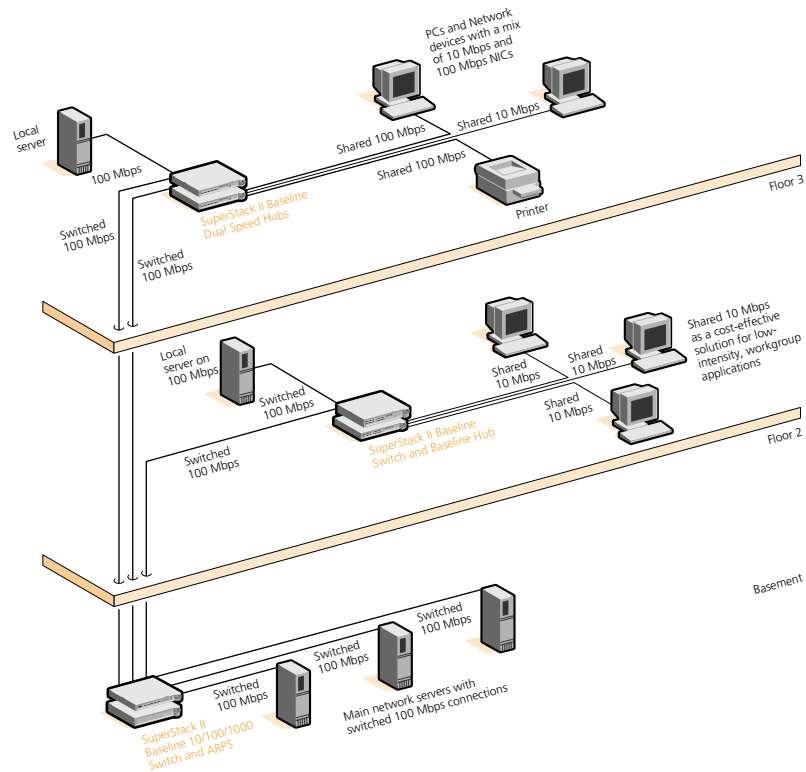 PCs and Network
devices with a mix
of 10 Mbps and
100 Mbps NICs
Local
server
100 Mbps
Shared 100 Mbps
Shared 10 Mbps
Shared 100 Mbps
Printer
SuperStack II Baseline
Dual Speed Hubs
Switched
100 Mbps
Switched
100 Mbps
Floor 3
Local
server on
100 Mbps
Switched
100 Mbps
Shared
10 Mbps
Shared
10 Mbps
Shared
10 Mbps
Shared 10 Mbps
as a cost-effective
solution for low-
intensity, workgroup
applications
SuperStack II Baseline
Switch and Baseline Hub
Switched
100 Mbps
Floor 2
Basement
Switched
100 Mbps
Switched
100 Mbps
Switched
100 Mbps
Main network servers with
switched 100 Mbps connections
SuperStack II
Baseline 10/100/1000
Switch and ARPS